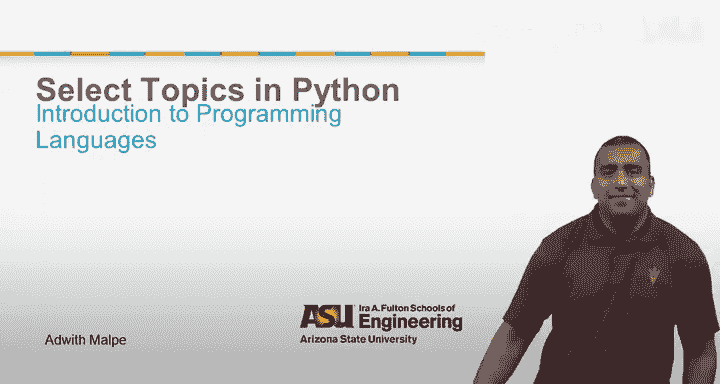 Select Topics in Python
Introduction to Programming
Languages
ASU Ira A. Fulton Schools of
Engineering
Arizona State University
Adwith Malpe